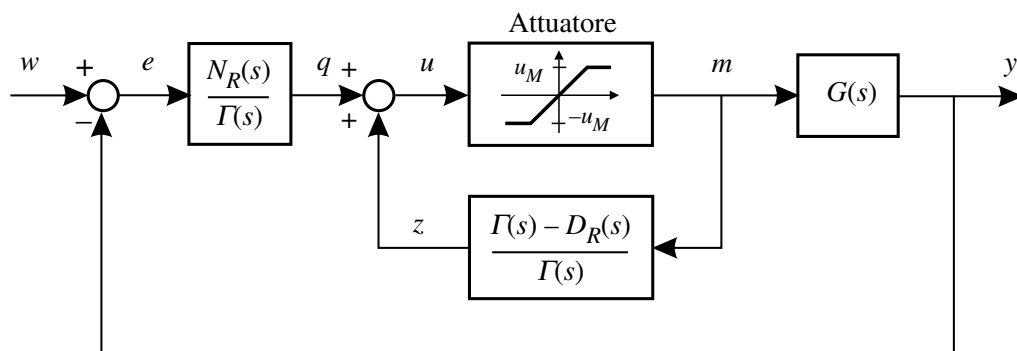 Attuatore
w
+
−
e
N_R(s)
Γ(s)
q
+
+
u
u_M
−u_M
m
G(s)
y
z
Γ(s) − D_R(s)
Γ(s)